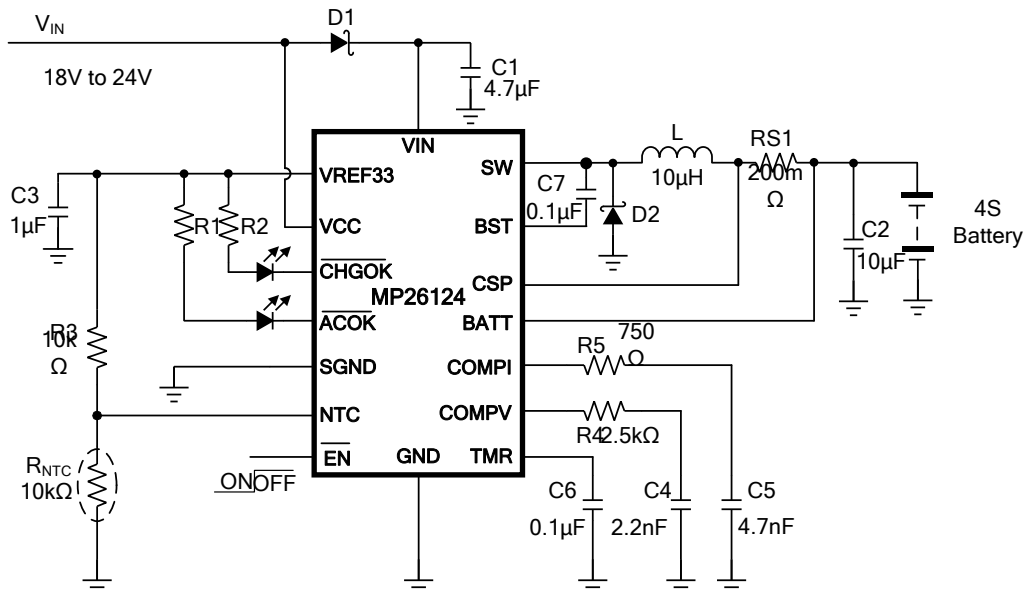 D1
VIN
18V to 24V
C1
4.7µF
VIN
L
10µH
RS1
200m
Ω
VREF33
SW
C3
1µF
C7
0.1µF
R1
R2
VCC
BST
D2
C2
10µF
4S
Battery
CHGOK
CSP
MP26124
ACOK
BATT
R3
10k
Ω
750
Ω
R5
SGND
COMPI
NTC
COMPV
R4
2.5kΩ
RNTC
10kΩ
EN
GND
TMR
ON OFF
C6
0.1µF
C4
2.2nF
C5
4.7nF